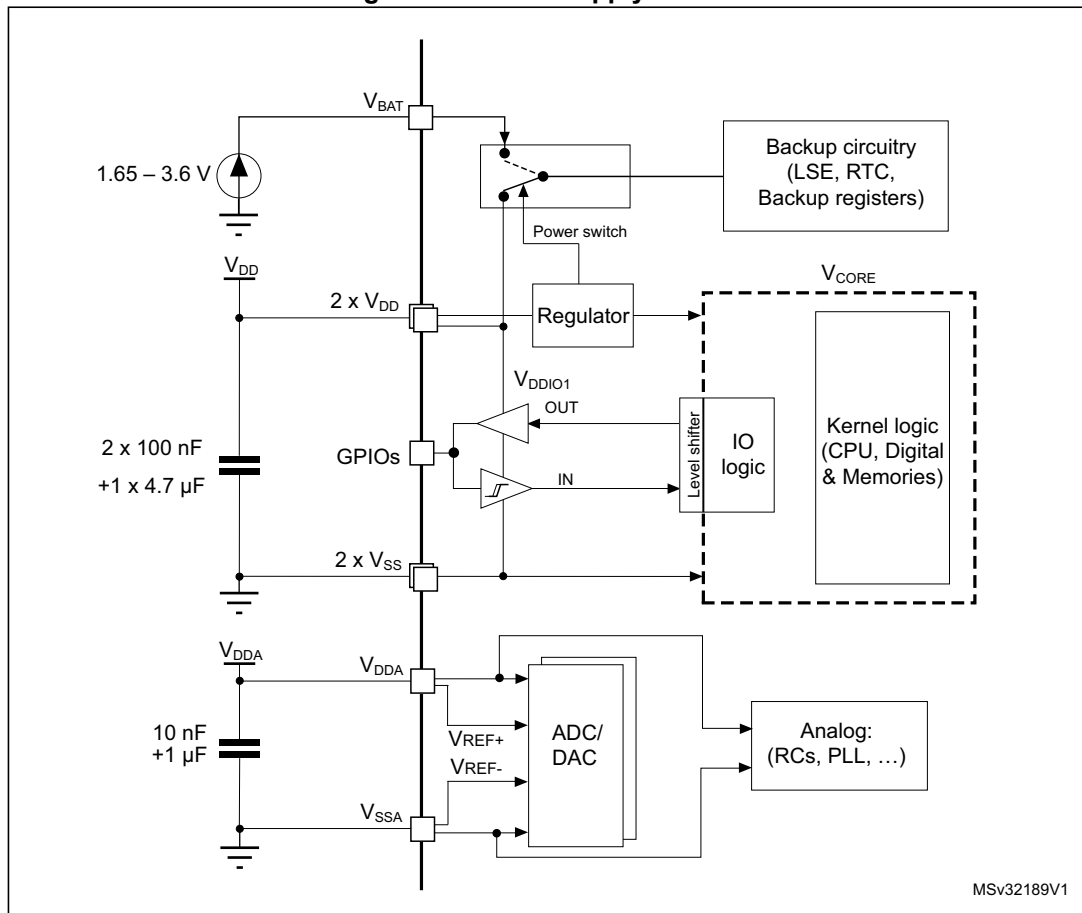 VBAT
1.65 – 3.6 V
Backup circuitry
(LSE, RTC,
Backup registers)
Power switch
VDD
2 x VDD
Regulator
VCORE
VDDIO1
OUT
2 x 100 nF
+1 x 4.7 µF
GPIOs
IN
Level shifter
IO
logic
Kernel logic
(CPU, Digital
& Memories)
2 x VSS
VDDA
VDDA
10 nF
+1 µF
VREF+
VREF-
ADC/
DAC
Analog:
(RCs, PLL, …)
VSSA
MSv32189V1